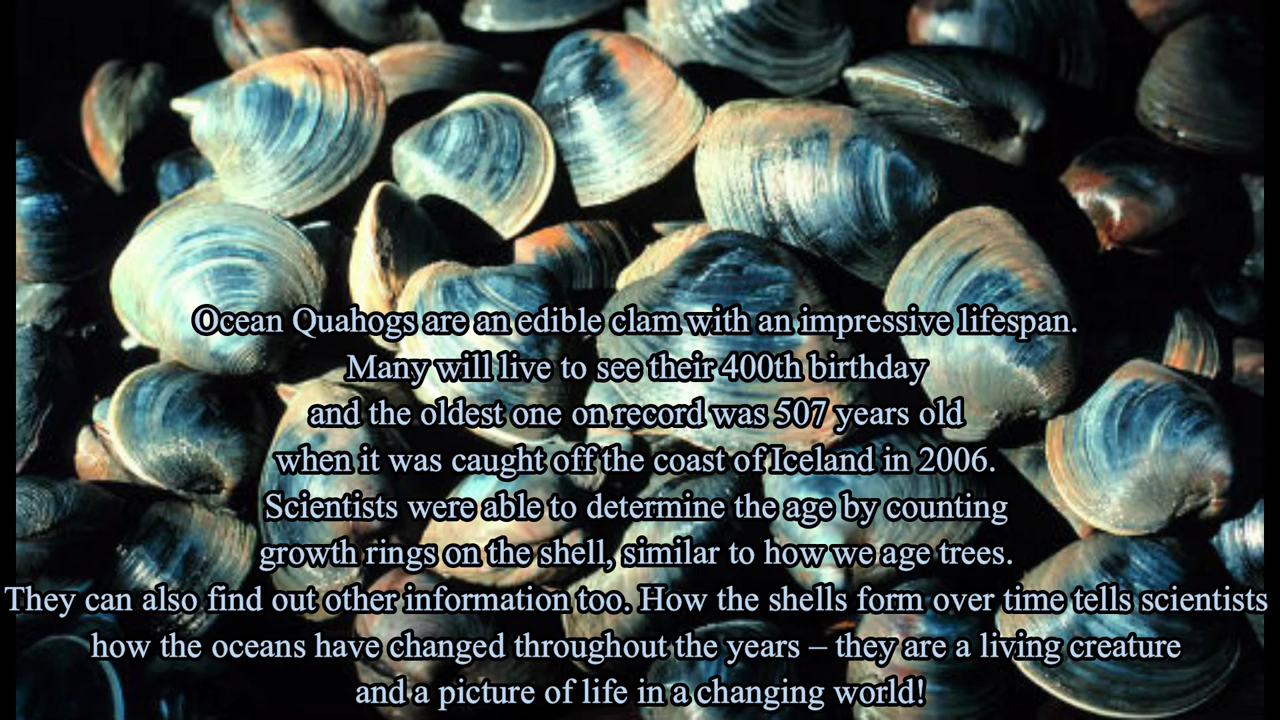 Ocean Quahogs are an edible clam with an impressive lifespan.
Many will live to see their 400th birthday
and the oldest one on record was 507 years old
when it was caught off the coast of Iceland in 2006.
Scientists were able to determine the age by counting
growth rings on the shell, similar to how we age trees.
They can also find out other information too. How the shells form over time tells scientists
how the oceans have changed throughout the years – they are a living creature
and a picture of life in a changing world!